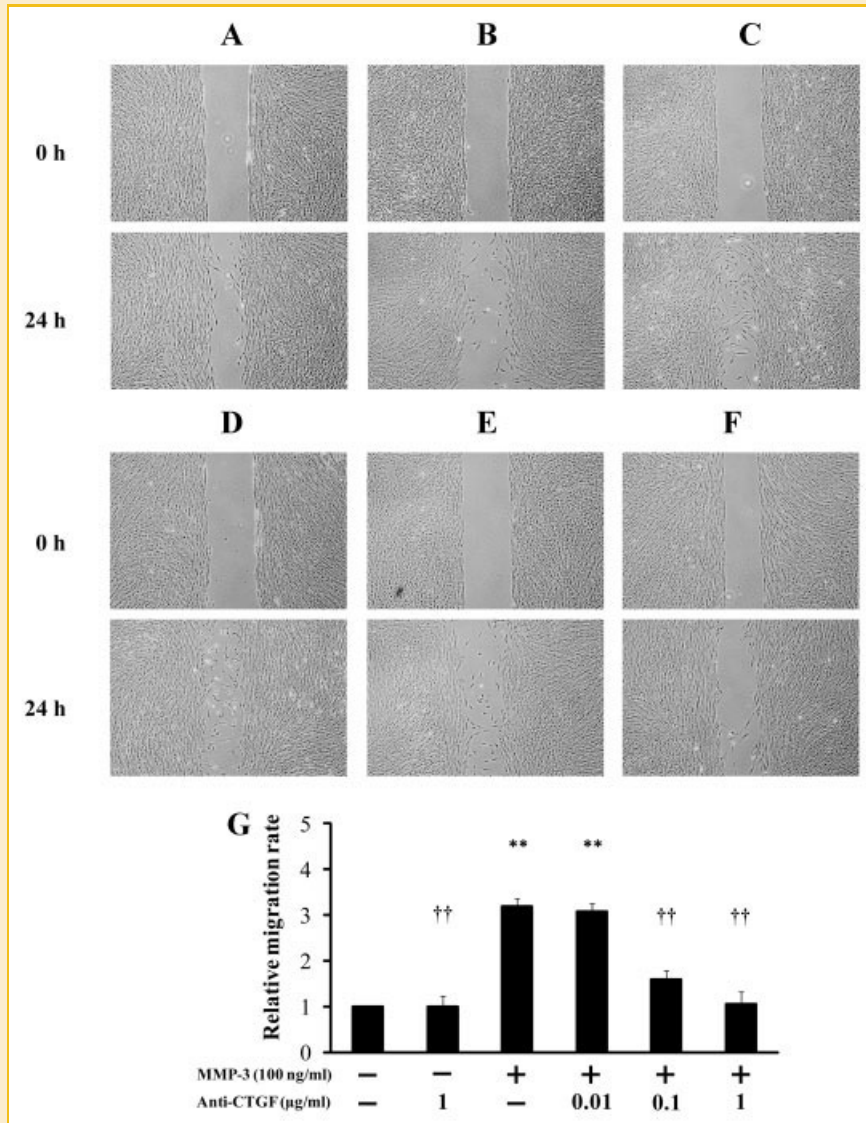 A B C
0 h
24 h
D E F
0 h
24 h
G
Relative migration rate
5
4
3
2
1
0
†† ** ** †† ††
MMP-3 (100 ng/ml) − − + + + +
Anti-CTGF (μg/ml) − 1 − 0.01 0.1 1